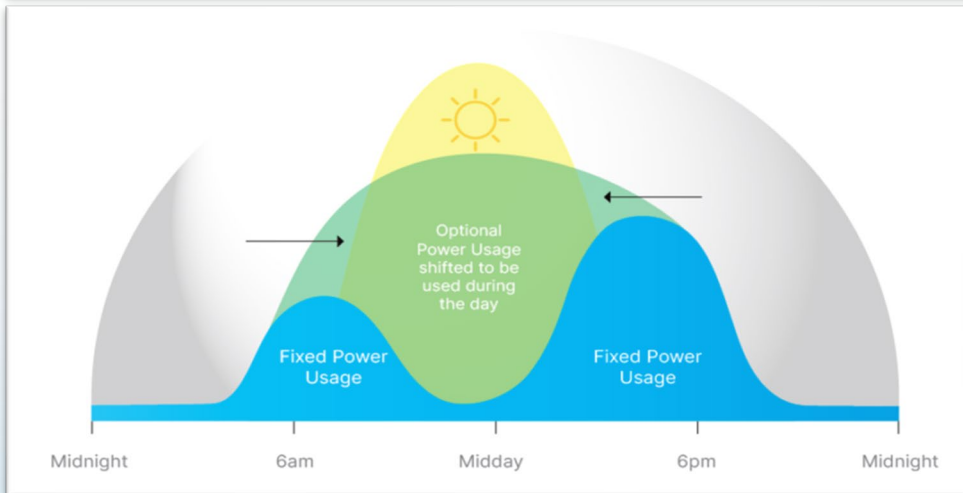 Optional
Power Usage
shifted to be
used during
the day
Fixed Power
Usage
Fixed Power
Usage
Midnight
6am
Midday
6pm
Midnight